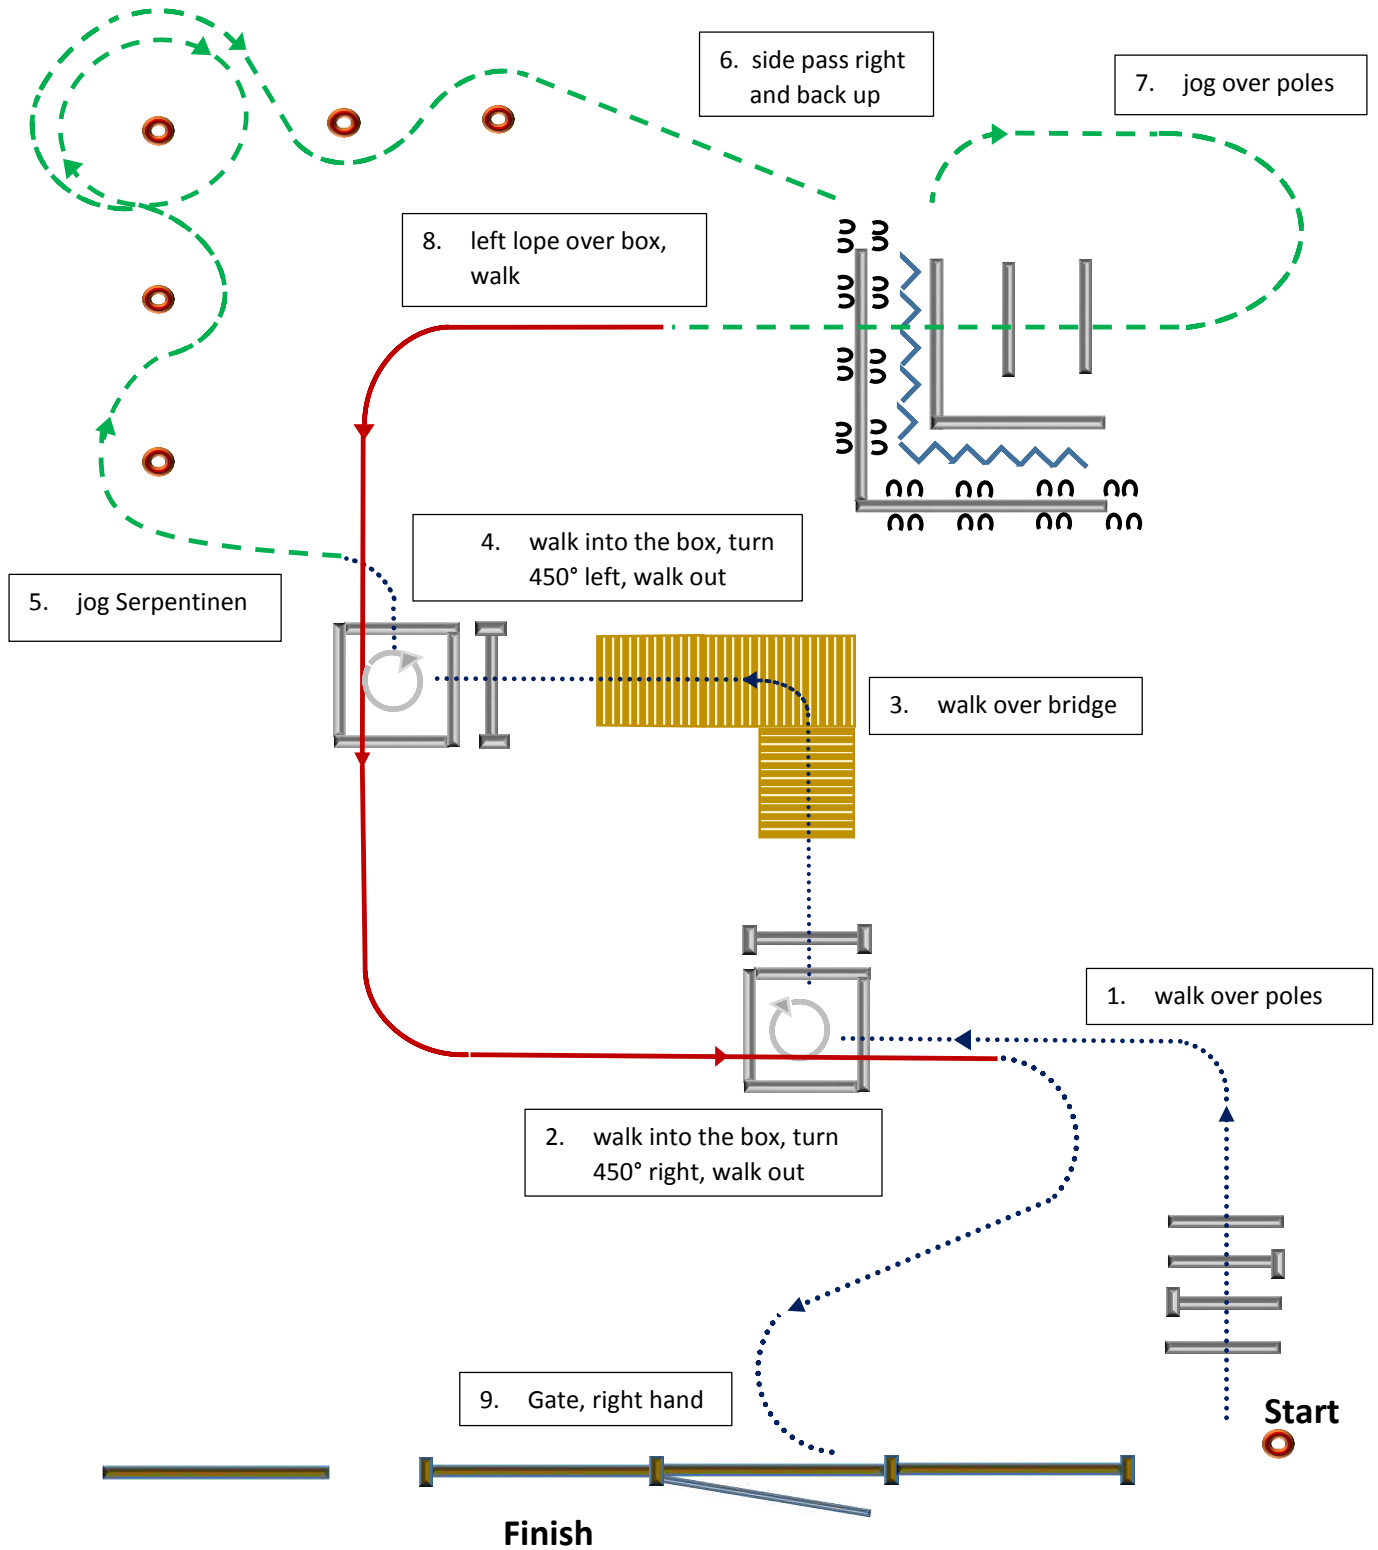 6. side pass right
and back up
7. jog over poles
8. left lope over box,
walk
4. walk into the box, turn
450° left, walk out
5. jog Serpentinen
3. walk over bridge
1. walk over poles
2. walk into the box, turn
450° right, walk out
9. Gate, right hand
Start
Finish